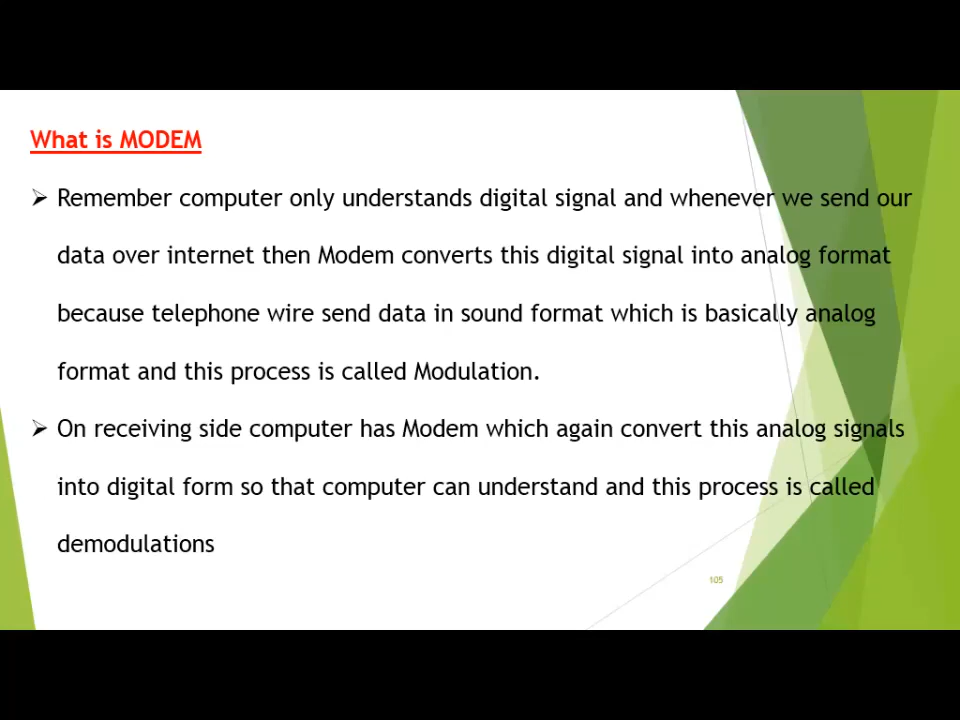 What is MODEM
➢ Remember computer only understands digital signal and whenever we send our
data over internet then Modem converts this digital signal into analog format
because telephone wire send data in sound format which is basically analog
format and this process is called Modulation.
➢ On receiving side computer has Modem which again convert this analog signals
into digital form so that computer can understand and this process is called
demodulations
105